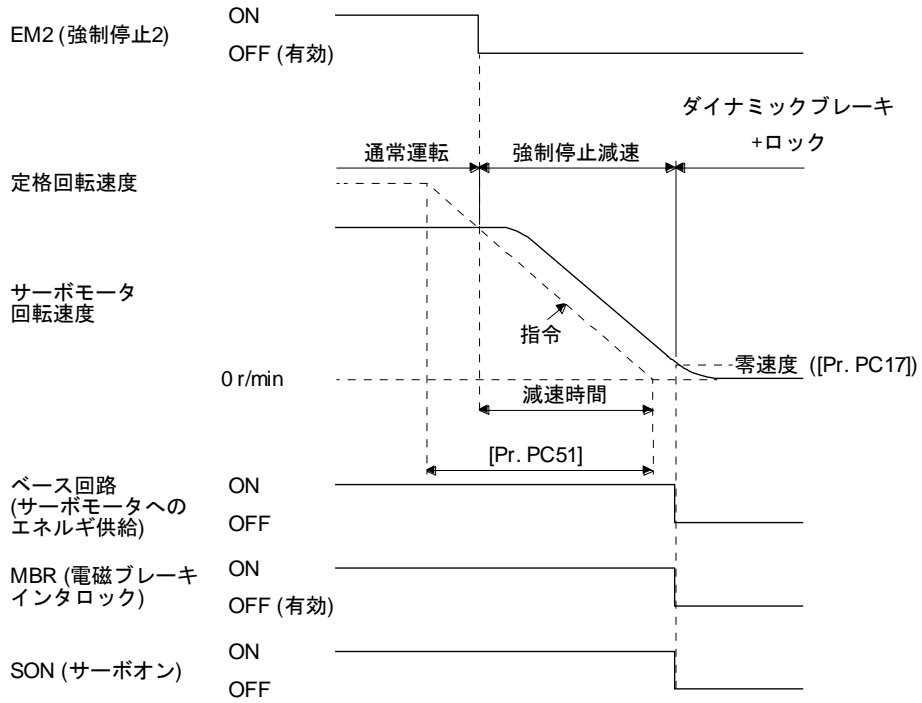 EM2 (強制停止2)
ON
OFF (有効)
ダイナミックブレーキ
+ロック
通常運転
強制停止減速
定格回転速度
サーボモータ
回転速度
指令
零速度 ([Pr. PC17])
0 r/min
減速時間
[Pr. PC51]
ベース回路
(サーボモータへの
エネルギ供給)
ON
OFF
MBR (電磁ブレーキ
インタロック)
ON
OFF (有効)
SON (サーボオン)
ON
OFF